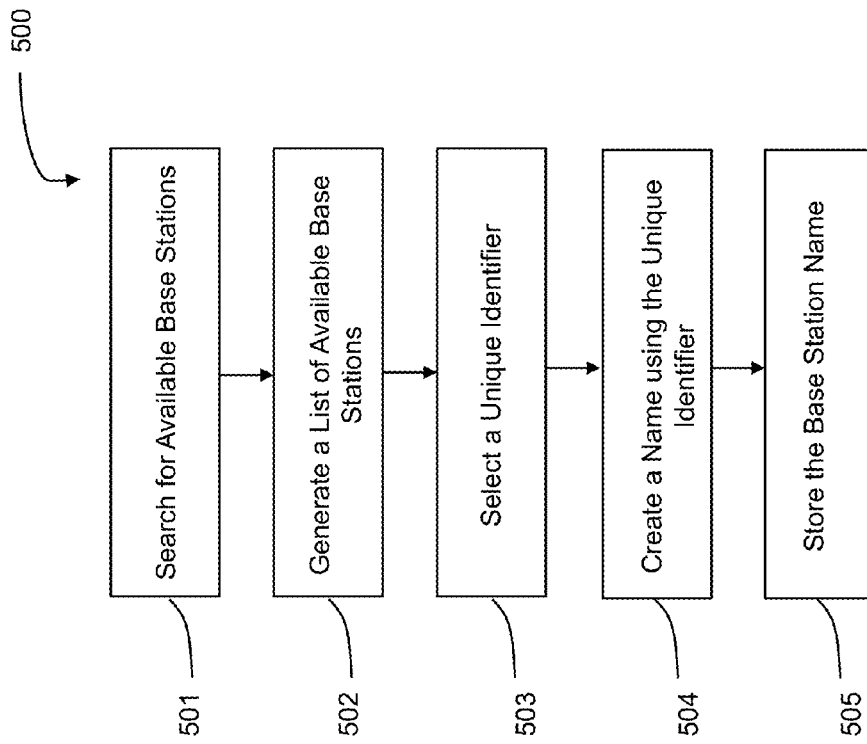 500
501
Search for Available Base Stations
502
Generate a List of Available Base
Stations
503
Select a Unique Identifier
504
Create a Name using the Unique
Identifier
505
Store the Base Station Name